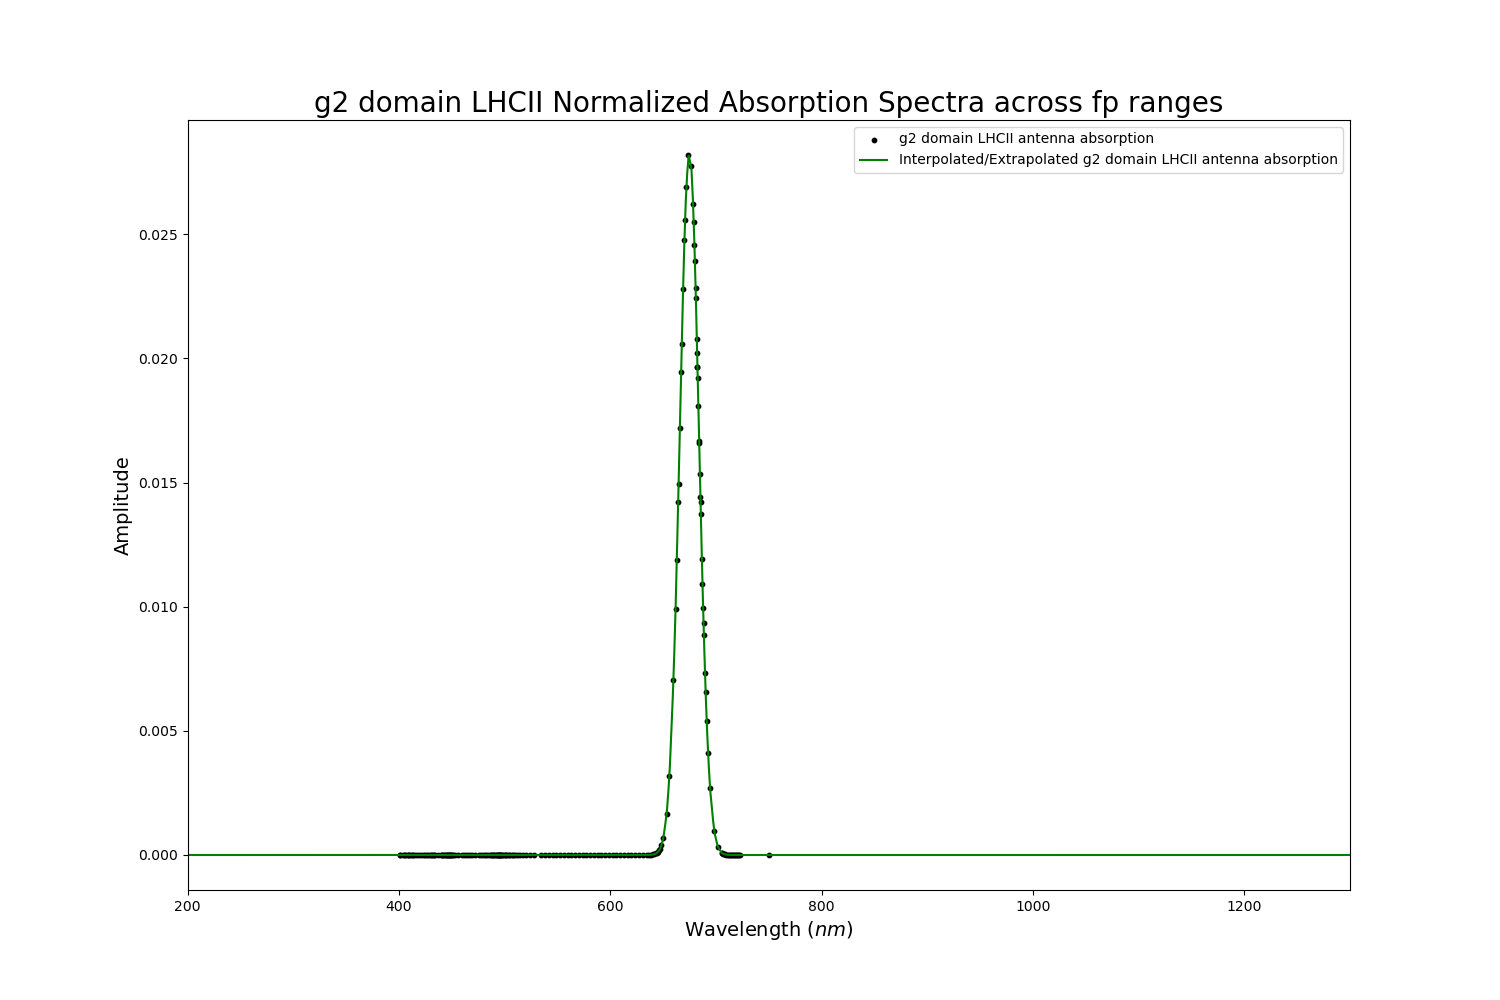 g2 domain LHCII Normalized Absorption Spectra across fp ranges
g2 domain LHCII antenna absorption
Interpolated/Extrapolated g2 domain LHCII antenna absorption
0.025
0.020
0.015
0.010
0.005
0.000
Amplitude
200 400 600 800 1000 1200
Wavelength (nm)